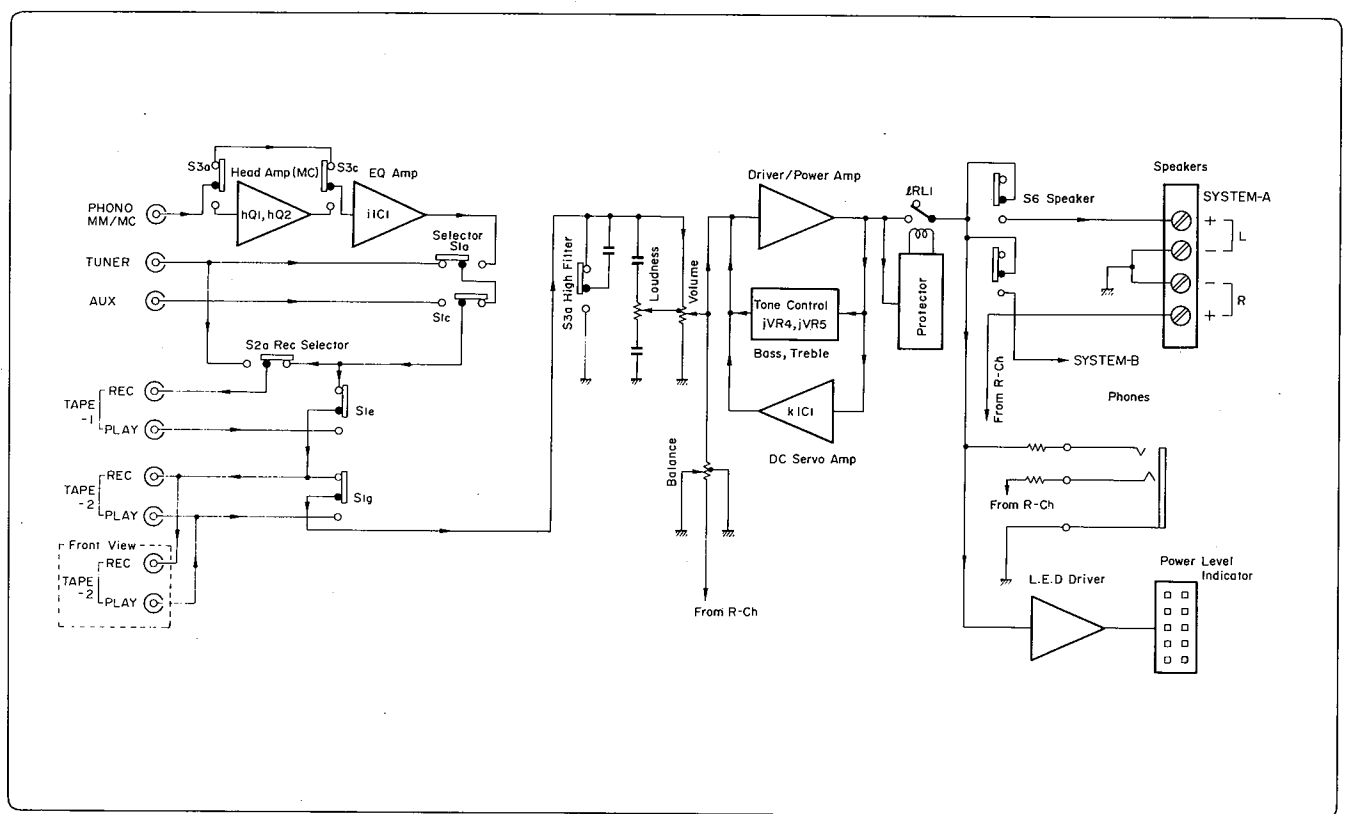 PHONO
MM/MC
S3a
Head Amp (MC)
S3c
EQ Amp
hQ1, hQ2
iIC1
TUNER
Selector
S1a
AUX
S1c
S2a Rec Selector
REC
TAPE
-1
PLAY
S1e
REC
TAPE
-2
PLAY
S1g
Front View
REC
TAPE
-2
PLAY
S3a High Filter
Loudness
Volume
Balance
From R-Ch
Driver/Power Amp
Tone Control
jVR4, jVR5
Bass, Treble
kIC1
DC Servo Amp
ℓRL1
Protector
S6 Speaker
Speakers
SYSTEM-A
+
-
L
-
R
+
SYSTEM-B
From R-Ch
Phones
From R-Ch
L.E.D Driver
Power Level
Indicator